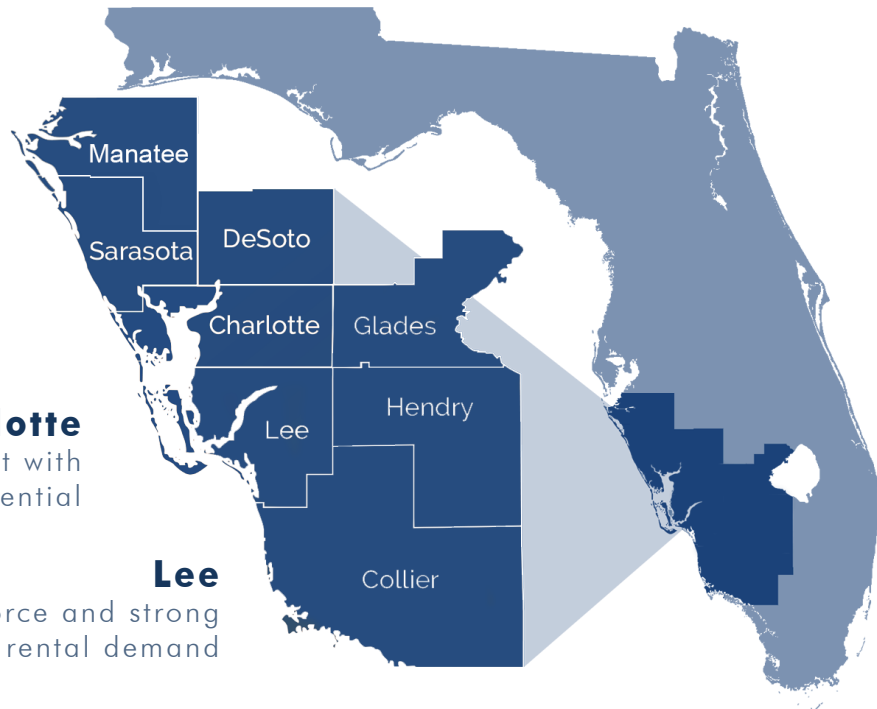 Manatee
Sarasota
DeSoto
Charlotte
Glades
Lee
Hendry
Collier
otte
t with
ential
Lee
rce and strong
rental demand